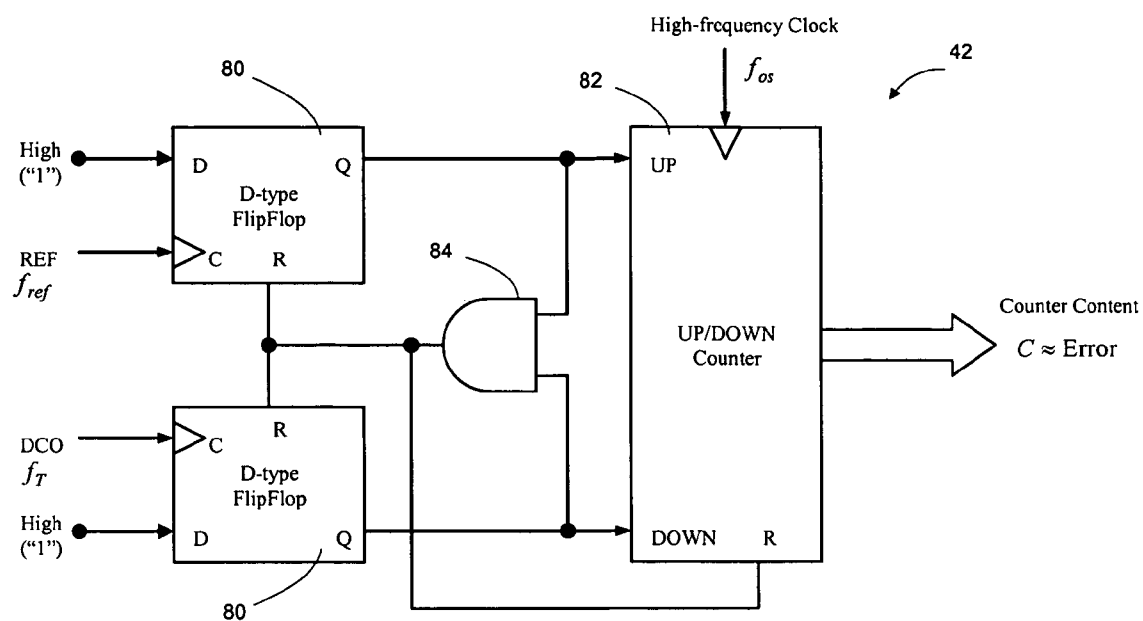 High-frequency Clock
f_os
42
80
82
High
("1")
D
Q
D-type
FlipFlop
UP
REF
f_ref
C
R
84
UP/DOWN
Counter
Counter Content
C ≈ Error
DCO
f_T
C
R
D-type
FlipFlop
High
("1")
D
Q
DOWN
R
80